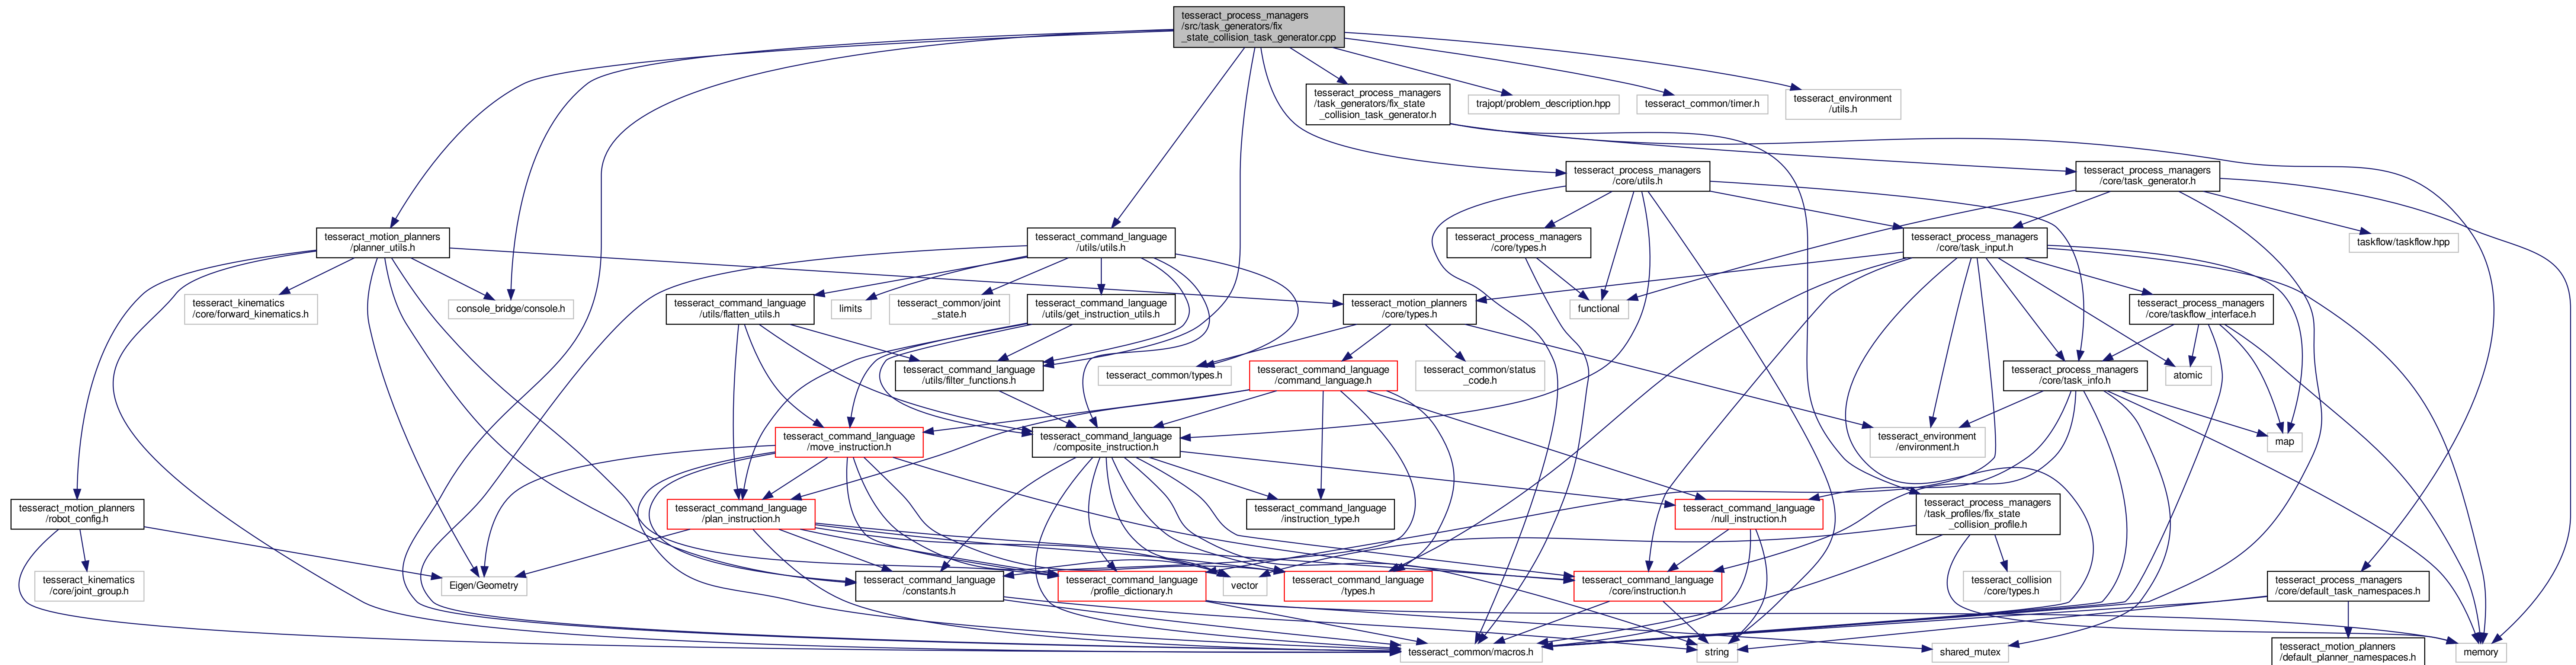 tesseract_process_managers
/src/task_generators/fix
_state_collision_task_generator.cpp
tesseract_process_managers
/task_generators/fix_state
_collision_task_generator.h
trajopt/problem_description.hpp
tesseract_common/timer.h
tesseract_environment
/utils.h
tesseract_process_managers
/core/utils.h
tesseract_process_managers
/core/task_generator.h
tesseract_motion_planners
/planner_utils.h
tesseract_command_language
/utils/utils.h
tesseract_process_managers
/core/types.h
tesseract_process_managers
/core/task_input.h
taskflow/taskflow.hpp
tesseract_kinematics
/core/forward_kinematics.h
console_bridge/console.h
tesseract_command_language
/utils/flatten_utils.h
limits
tesseract_common/joint
_state.h
tesseract_command_language
/utils/get_instruction_utils.h
tesseract_motion_planners
/core/types.h
functional
tesseract_process_managers
/core/taskflow_interface.h
tesseract_command_language
/utils/filter_functions.h
tesseract_common/types.h
tesseract_command_language
/command_language.h
tesseract_common/status
_code.h
tesseract_process_managers
/core/task_info.h
atomic
tesseract_command_language
/move_instruction.h
tesseract_command_language
/composite_instruction.h
tesseract_environment
/environment.h
map
tesseract_motion_planners
/robot_config.h
tesseract_command_language
/plan_instruction.h
tesseract_command_language
/instruction_type.h
tesseract_command_language
/null_instruction.h
tesseract_process_managers
/task_profiles/fix_state
_collision_profile.h
tesseract_kinematics
/core/joint_group.h
Eigen/Geometry
tesseract_command_language
/constants.h
tesseract_command_language
/profile_dictionary.h
vector
tesseract_command_language
/types.h
tesseract_command_language
/core/instruction.h
tesseract_collision
/core/types.h
tesseract_process_managers
/core/default_task_namespaces.h
tesseract_common/macros.h
string
shared_mutex
tesseract_motion_planners
/default_planner_namespaces.h
memory